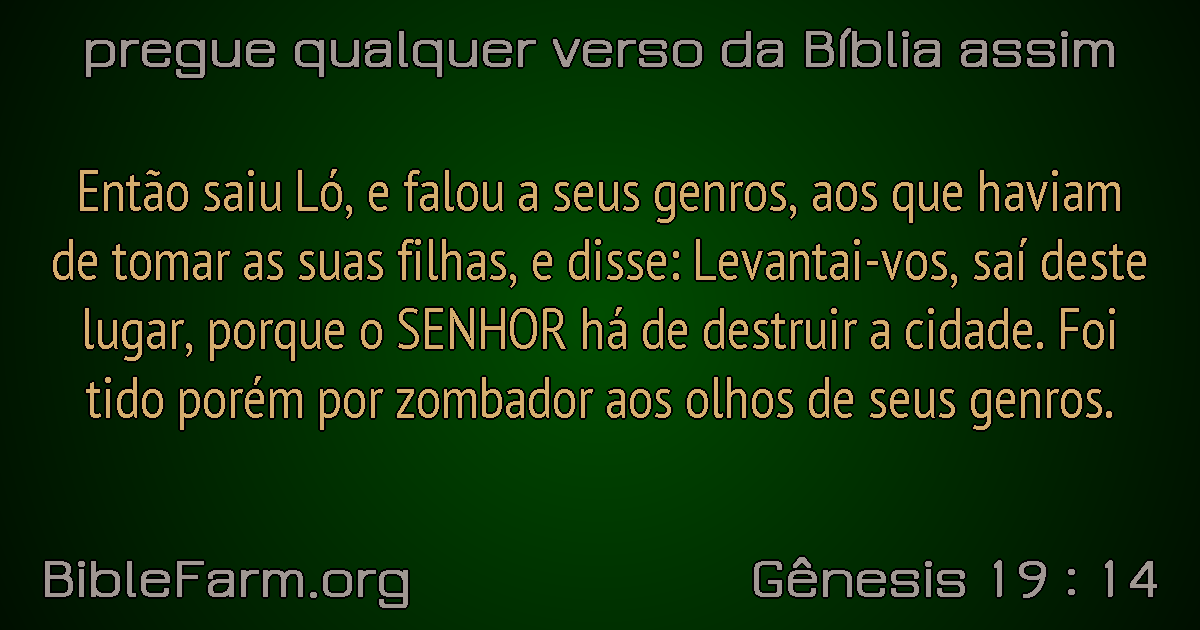 pregue qualquer verso da Bíblia assim
Então saiu Ló, e falou a seus genros, aos que haviam
de tomar as suas filhas, e disse: Levantai-vos, saí deste
lugar, porque o SENHOR há de destruir a cidade. Foi
tido porém por zombador aos olhos de seus genros.
BibleFarm.org
Gênesis 19 : 14